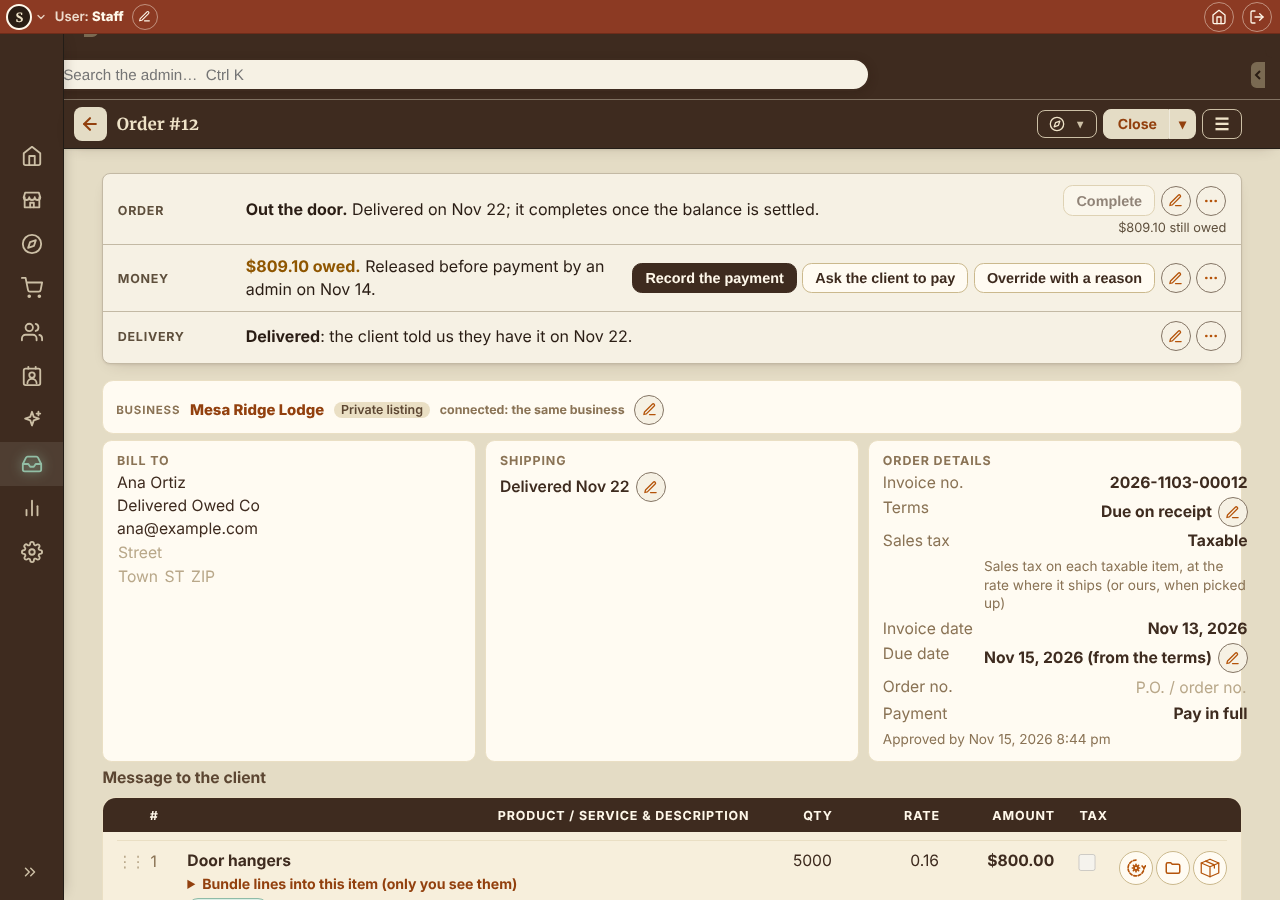 S User: Staff
Search the admin… Ctrl K
Order #12
Close
ORDER
Out the door. Delivered on Nov 22; it completes once the balance is settled.
Complete
$809.10 still owed
MONEY
$809.10 owed. Released before payment by an
admin on Nov 14.
Record the payment
Ask the client to pay
Override with a reason
DELIVERY
Delivered: the client told us they have it on Nov 22.
BUSINESS Mesa Ridge Lodge Private listing connected: the same business
BILL TO
Ana Ortiz
Delivered Owed Co
ana@example.com
Street
Town ST ZIP
SHIPPING
Delivered Nov 22
ORDER DETAILS
Invoice no. 2026-1103-00012
Terms Due on receipt
Sales tax Taxable
Sales tax on each taxable item, at the
rate where it ships (or ours, when picked
up)
Invoice date Nov 13, 2026
Due date Nov 15, 2026 (from the terms)
Order no. P.O. / order no.
Payment Pay in full
Approved by Nov 15, 2026 8:44 pm
Message to the client
# PRODUCT / SERVICE & DESCRIPTION QTY RATE AMOUNT TAX
1 Door hangers 5000 0.16 $800.00
Bundle lines into this item (only you see them)